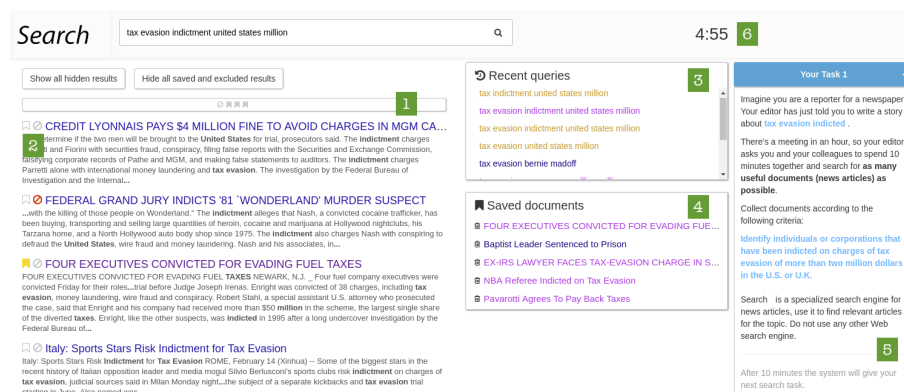 Search
tax evasion indictment united states million
4:55
6
Show all hidden results
Hide all saved and excluded results
1
CREDIT LYONNAIS PAYS $4 MILLION FINE TO AVOID CHARGES IN MGM CA...
2
determine if the two men will be brought to the United States for trial, prosecutors said. The indictment charges
and Fiorini with securities fraud, conspiracy, filing false reports with the Securities and Exchange Commission,
falsifying corporate records of Pathe and MGM, and making false statements to auditors. The indictment charges
Parretti alone with international money laundering and tax evasion. The investigation by the Federal Bureau of
Investigation and the Internal...
FEDERAL GRAND JURY INDICTS '81 `WONDERLAND' MURDER SUSPECT
...with the killing of those people on Wonderland." The indictment alleges that Nash, a convicted cocaine trafficker, has
been buying, transporting and selling large quantities of heroin, cocaine and marijuana at Hollywood nightclubs, his
Tarzana home, and a North Hollywood auto body shop since 1975. The indictment also charges Nash with conspiring to
defraud the United States, wire fraud and money laundering. Nash and his associates, in...
FOUR EXECUTIVES CONVICTED FOR EVADING FUEL TAXES
FOUR EXECUTIVES CONVICTED FOR EVADING FUEL TAXES NEWARK, N.J. _ Four fuel company executives were
convicted Friday for their roles...trial before Judge Joseph Irenas. Enright was convicted of 38 charges, including tax
evasion, money laundering, wire fraud and conspiracy. Robert Stahl, a special assistant U.S. attorney who prosecuted
the case, said that Enright and his company had received more than $50 million in the scheme, the largest single share
of the diverted taxes. Enright, like the other suspects, was indicted in 1995 after a long undercover investigation by the
Federal Bureau of...
Italy: Sports Stars Risk Indictment for Tax Evasion
Italy: Sports Stars Risk Indictment for Tax Evasion ROME, February 14 (Xinhua) -- Some of the biggest stars in the
recent history of Italian opposition leader and media mogul Silvio Berlusconi's sports clubs risk indictment on charges of
tax evasion, judicial sources said in Milan Monday night...the subject of a separate kickbacks and tax evasion trial
Recent queries
3
tax indictment united states million
tax evasion indictment united states million
tax evasion indictment united states million
tax evasion united states million
tax evasion bernie madoff
Saved documents
4
FOUR EXECUTIVES CONVICTED FOR EVADING FUE...
Baptist Leader Sentenced to Prison
EX-IRS LAWYER FACES TAX-EVASION CHARGE IN S...
NBA Referee Indicted on Tax Evasion
Pavarotti Agrees To Pay Back Taxes
Your Task 1
Imagine you are a reporter for a newspaper
Your editor has just told you to write a story
about tax evasion indicted .
There's a meeting in an hour, so your editor
asks you and your colleagues to spend 10
minutes together and search for as many
useful documents (news articles) as
possible.
Collect documents according to the
following criteria:
Identify individuals or corporations that
have been indicted on charges of tax
evasion of more than two million dollars
in the U.S. or U.K.
Search is a specialized search engine for
news articles, use it to find relevant articles
for the topic. Do not use any other Web
search engine.
5
After 10 minutes the system will give your
next search task.